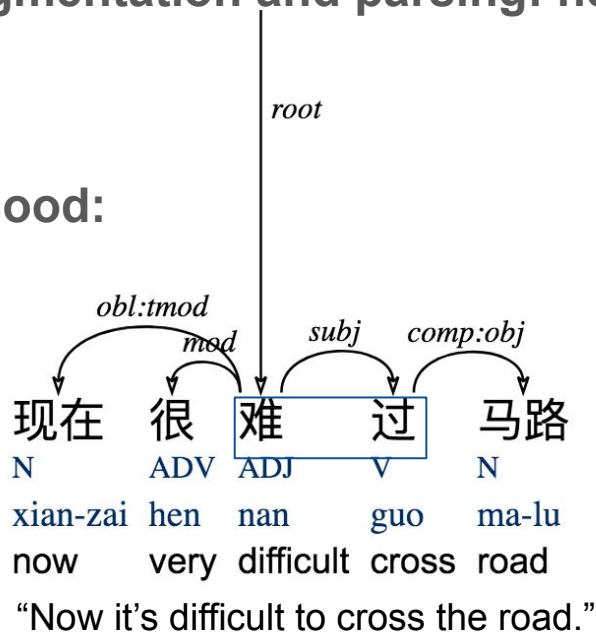 gmentation and parsing: h
root
ood:
obl:tmod
mod
subj
comp:obj
现在 很 难 过 马路
N ADV ADJ V N
xian-zai hen nan guo ma-lu
now very difficult cross road
“Now it’s difficult to cross the road.”